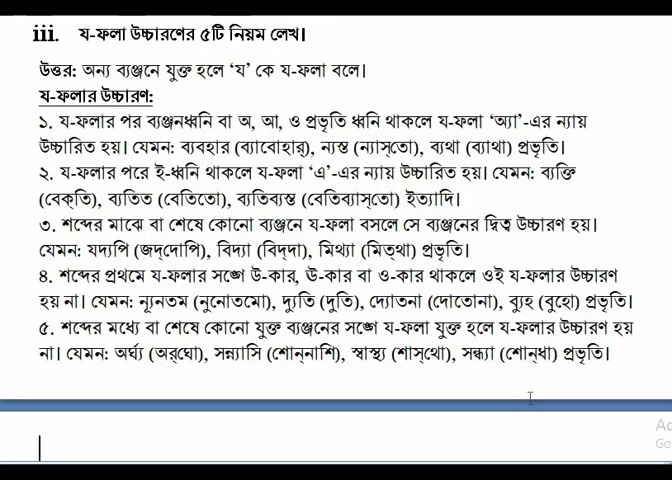 iii. য-ফলা উচ্চারণের ৫টি নিয়ম লেখ।
উত্তর: অন্য ব্যঞ্জনে যুক্ত হলে ‘য’ কে য-ফলা বলে।
য-ফলার উচ্চারণ:
১. য-ফলার পর ব্যঞ্জনধ্বনি বা অ, আ, ও প্রভৃতি ধ্বনি থাকলে য-ফলা ‘অ্যা’-এর ন্যায়
উচ্চারিত হয়। যেমন: ব্যবহার (ব্যাবোহার্), ন্যস্ত (ন্যাস্‌তো), ব্যথা (ব্যাথা) প্রভৃতি।
২. য-ফলার পরে ই-ধ্বনি থাকলে য-ফলা ‘এ’-এর ন্যায় উচ্চারিত হয়। যেমন: ব্যক্তি
(বেক্‌তি), ব্যতিত (বেতিতো), ব্যতিব্যস্ত (বেতিব্যাস্‌তো) ইত্যাদি।
৩. শব্দের মাঝে বা শেষে কোনো ব্যঞ্জনে য-ফলা বসলে সে ব্যঞ্জনের দ্বিত্ব উচ্চারণ হয়।
যেমন: যদ্যপি (জদ্‌দোপি), বিদ্যা (বিদ্‌দা), মিথ্যা (মিত্‌থা) প্রভৃতি।
৪. শব্দের প্রথমে য-ফলার সঙ্গে উ-কার, ঊ-কার বা ও-কার থাকলে ওই য-ফলার উচ্চারণ
হয় না। যেমন: ন্যূনতম (নুনোতমো), দ্যুতি (দুতি), দ্যোতনা (দোতোনা), ব্যুহ (বুহো) প্রভৃতি।
৫. শব্দের মধ্যে বা শেষে কোনো যুক্ত ব্যঞ্জনের সঙ্গে য-ফলা যুক্ত হলে য-ফলার উচ্চারণ হয়
না। যেমন: অর্ঘ্য (অর্‌ঘো), সন্ন্যাসি (শোন্‌নাশি), স্বাস্থ্য (শাস্‌থো), সন্ধ্যা (শোন্‌ধা) প্রভৃতি।